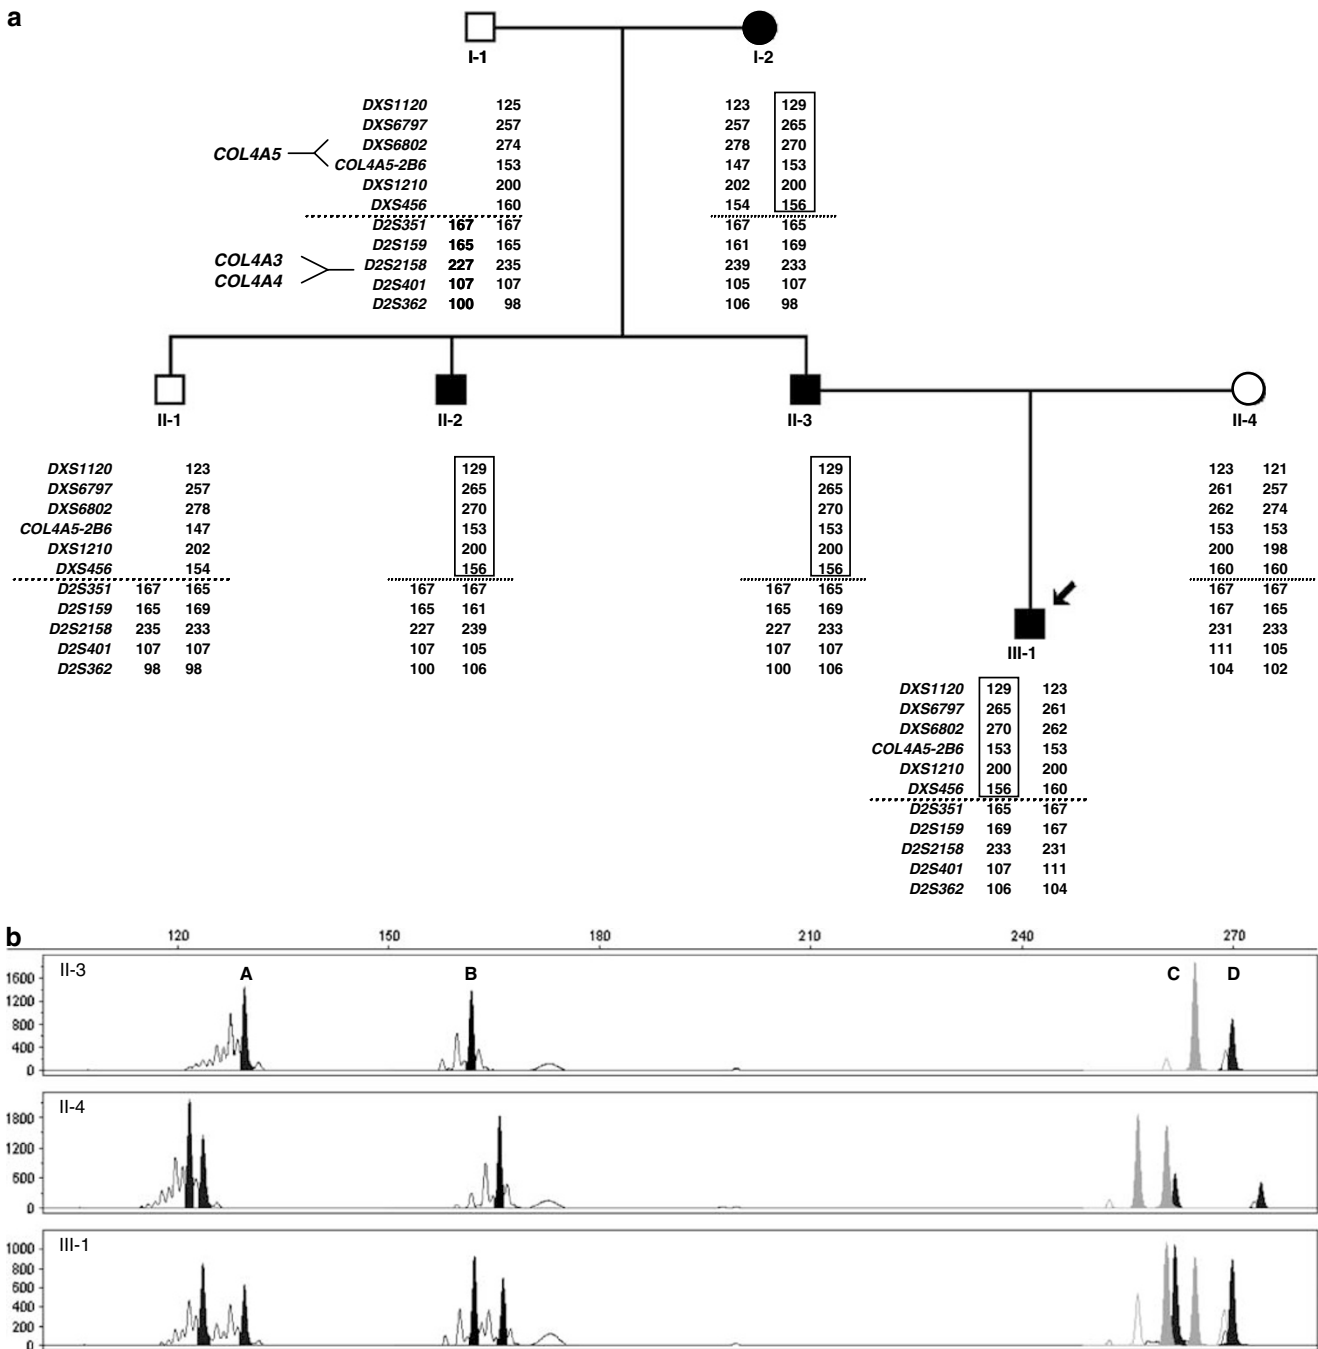 a
I-1 I-2
DXS1120 125 123 129
DXS6797 257 257 265
DXS6802 274 278 270
COL4A5
COL4A5-2B6 153 147 153
DXS1210 200 202 200
DXS456 160 154 156
D2S351 167 167 167 165
D2S159 165 165 161 169
COL4A3
D2S2158 227 235 239 233
COL4A4
D2S401 107 107 105 107
D2S362 100 98 106 98
II-1 II-2 II-3 II-4
DXS1120 123 129 129 123 121
DXS6797 257 265 265 261 257
DXS6802 278 270 270 262 274
COL4A5-2B6 147 153 153 153 153
DXS1210 202 200 200 200 198
DXS456 154 156 156 160 160
D2S351 167 165 167 167 167 165 167 167
D2S159 165 169 165 161 165 169 167 165
D2S2158 235 233 227 239 227 233 231 233
D2S401 107 107 107 105 107 107 111 105
D2S362 98 98 100 106 100 106 104 102
III-1
DXS1120 129 123
DXS6797 265 261
DXS6802 270 262
COL4A5-2B6 153 153
DXS1210 200 200
DXS456 156 160
D2S351 165 167
D2S159 169 167
D2S2158 233 231
D2S401 107 111
D2S362 106 104
b
120 150 180 210 240 270
II-3
A B C D
1600
1200
800
400
0
II-4
1800
1200
600
0
III-1
1000
800
600
400
200
0